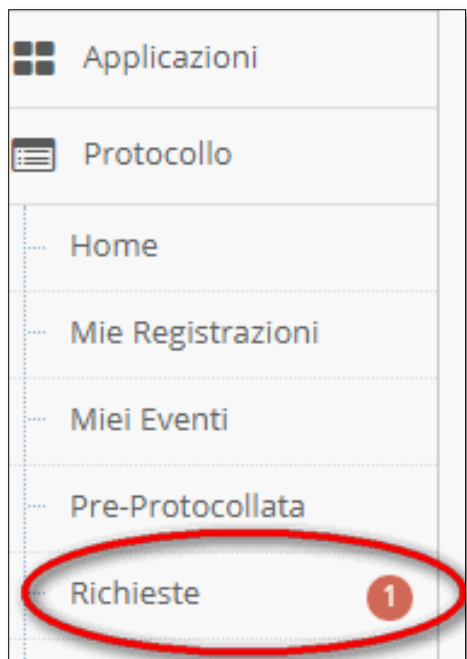 Applicazioni
Protocollo
Home
Mie Registrazioni
Miei Eventi
Pre-Protocollata
Richieste 1